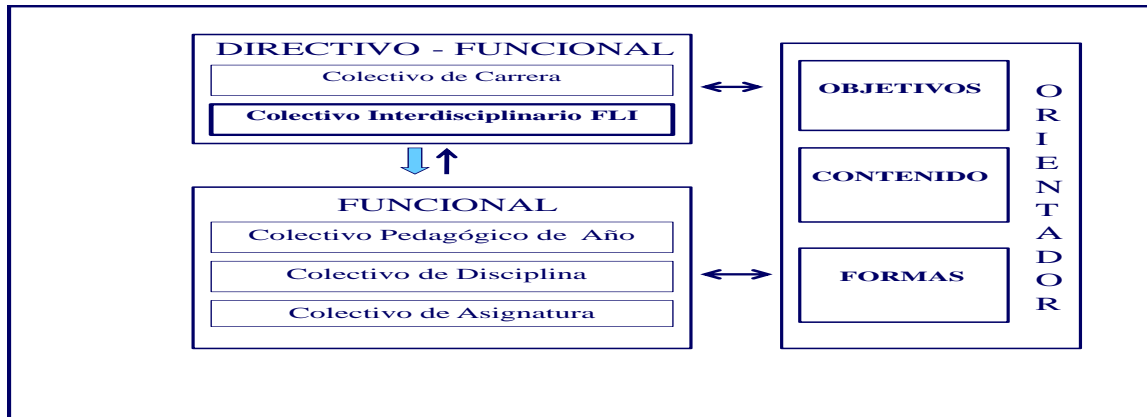 DIRECTIVO - FUNCIONAL
Colectivo de Carrera
Colectivo Interdisciplinario FLI
FUNCIONAL
Colectivo Pedagógico de Año
Colectivo de Disciplina
Colectivo de Asignatura
OBJETIVOS
CONTENIDO
FORMAS
ORIENTADOR